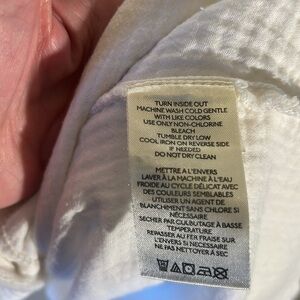 TURN INSIDE OUT
MACHINE WASH COLD GENTLE
WITH LIKE COLORS
USE ONLY NON-CHLORINE
BLEACH
TUMBLE DRY LOW
COOL IRON ON REVERSE SIDE
IF NEEDED
DO NOT DRY CLEAN
METTRE A L'ENVERS
LAVER À LA MACHINE À L'EAU
FROIDE AU CYCLE DÉLICAT AVEC
DES COULEURS SEMBLABLES
UTILISER UN AGENT DE
BLANCHIMENT SANS CHLORE SI
NÉCESSAIRE
SÉCHER PAR CULBUTAGE À BASSE
TEMPÉRATURE
REPASSER AU FER FRAISE SUR
L'ENVERS SI NÉCESSAIRE
NE PAS NETTOYER À SEC